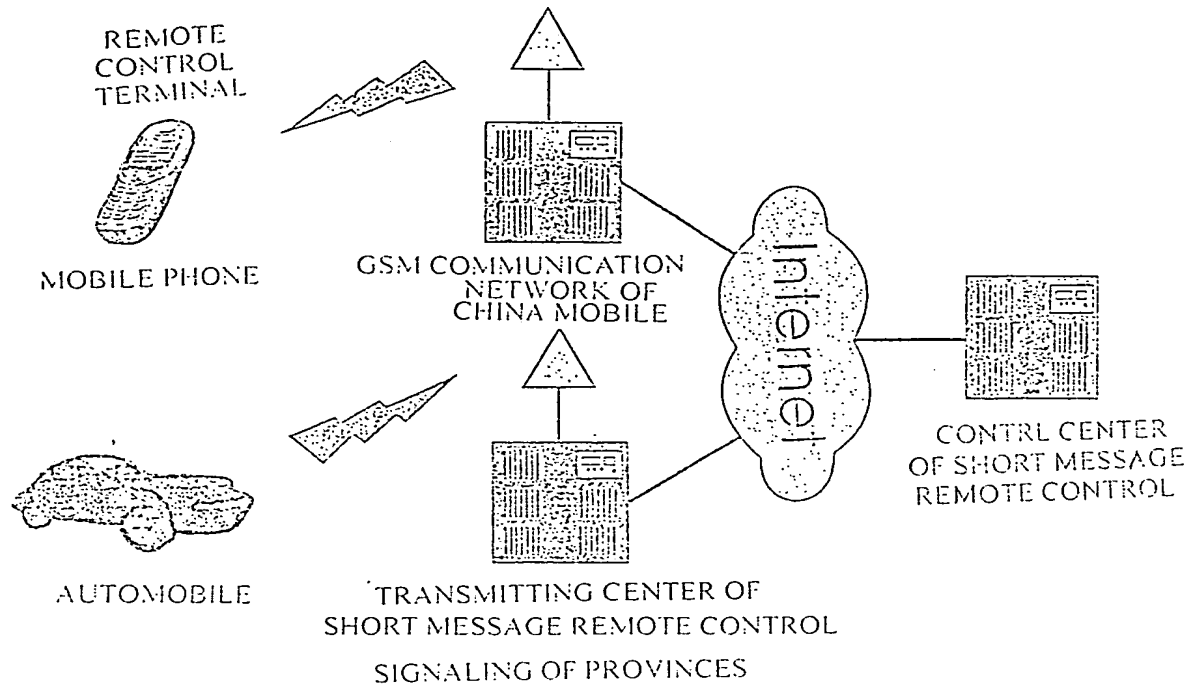 REMOTE
CONTROL
TERMINAL
MOBILE PHONE
GSM COMMUNICATION
NETWORK OF
CHINA MOBILE
Internet
CONTRL CENTER
OF SHORT MESSAGE
REMOTE CONTROL
AUTOMOBILE
TRANSMITTING CENTER OF
SHORT MESSAGE REMOTE CONTROL
SIGNALING OF PROVINCES